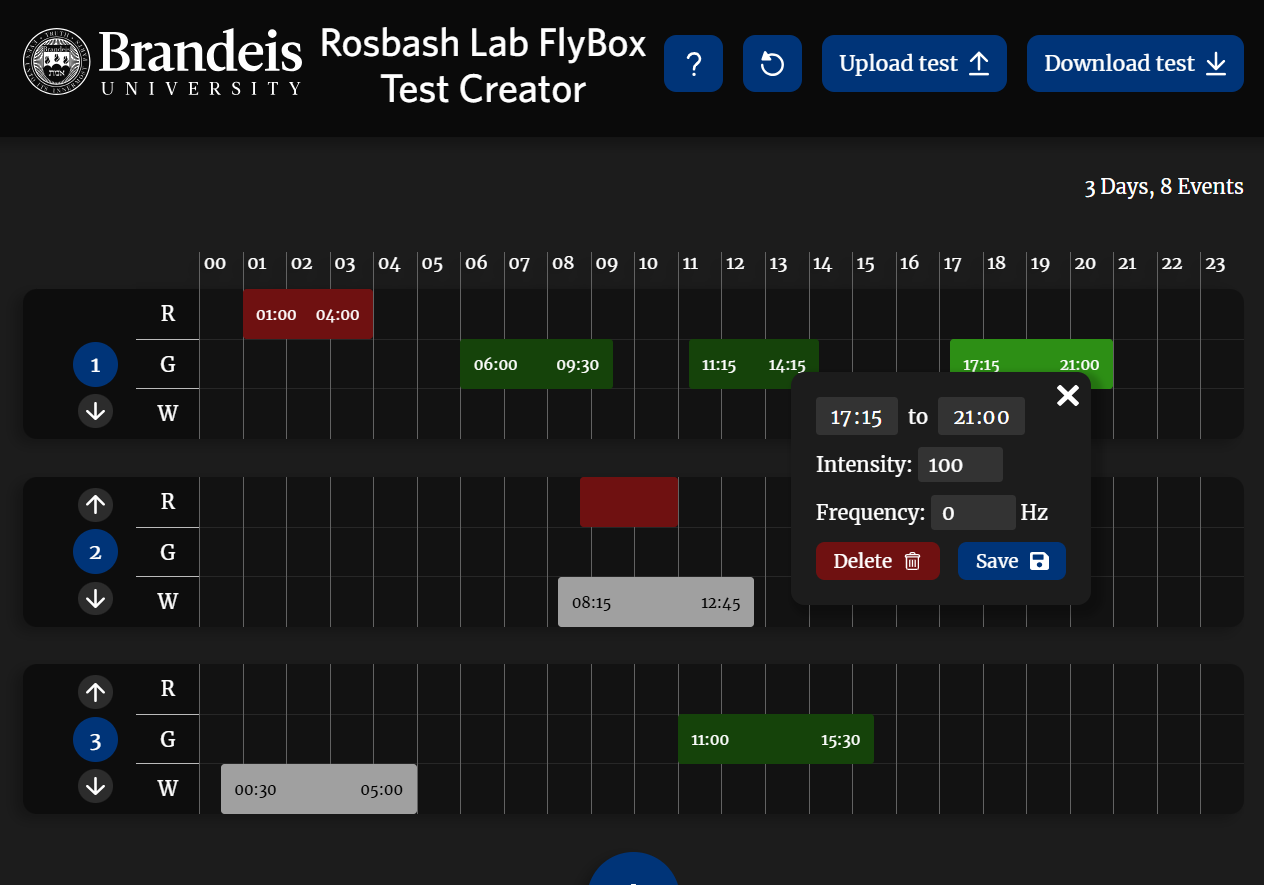 Brandeis
UNIVERSITY
Rosbash Lab FlyBox
Test Creator
?
Upload test
Download test
3 Days, 8 Events
00 01 02 03 04 05 06 07 08 09 10 11 12 13 14 15 16 17 18 19 20 21 22 23
R
01:00 04:00
1
G
06:00 09:30
11:15 14:15
17:15 21:00
W
17:15 to 21:00
Intensity: 100
Frequency: 0 Hz
Delete
Save
R
2
G
W
08:15 12:45
R
3
G
11:00 15:30
W
00:30 05:00